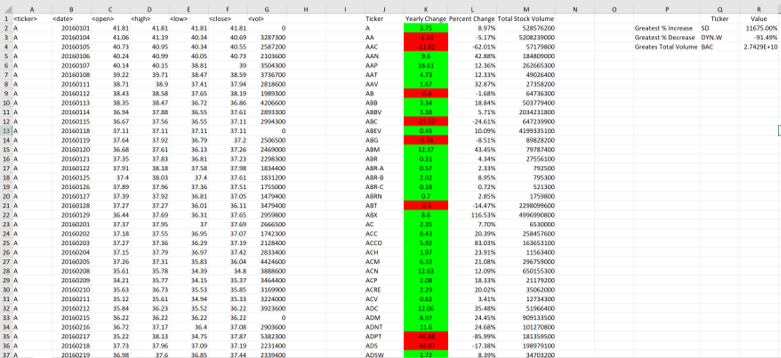 A B C D E F G H I J K L M N O P Q R
1 <ticker> <date> <open> <high> <low> <close> <vol> Ticker Yearly Change Percent Change Total Stock Volume Ticker Value
2 A 20160101 41.81 41.81 41.81 41.81 0 A 3.75 8.97% 528576200 Greatest % Increase SD 11675.00%
3 A 20160104 41.06 41.19 40.34 40.69 3287300 AA -5.17% 5208239000 Greatest % Decrease DYN.W -91.49%
4 A 20160105 40.73 40.95 40.34 40.55 2587200 AAC -62.01% 57179800 Greates Total Volume BAC 2.7429E+10
5 A 20160106 40.24 40.99 40.05 40.73 2103600 AAN 9.6 42.88% 184809000
6 A 20160107 40.14 40.15 38.81 39 3504300 AAP 18.61 12.36% 262665300
7 A 20160108 39.22 39.71 38.47 38.59 3736700 AAT 4.73 12.33% 49026400
8 A 20160111 38.71 38.9 37.41 37.94 2818600 AAV 1.67 32.87% 27358200
9 A 20160112 38.43 38.58 37.65 38.19 1989300 AB -0.4 -1.68% 64736300
10 A 20160113 38.35 38.47 36.72 36.86 4206600 ABB 3.34 18.84% 503779400
11 A 20160114 36.94 37.88 36.55 37.61 2893300 ABBV 3.38 5.71% 2034231800
12 A 20160115 36.67 37.56 36.55 37.11 2994300 ABC -24.61% 647239900
13 A 20160118 37.11 37.11 37.11 37.11 0 ABEV 0.45 10.09% 4199335100
14 A 20160119 37.64 37.92 36.79 37.2 2506500 ABG -8.51% 89828200
15 A 20160120 36.68 37.61 36.13 37.26 2469000 ABM 12.37 43.45% 79787400
16 A 20160121 37.35 37.83 36.81 37.23 2298300 ABR 0.31 4.34% 27556100
17 A 20160122 37.91 38.18 37.58 37.98 1834400 ABR-A 0.57 2.33% 792500
18 A 20160125 37.4 38.03 37.4 37.61 1831200 ABR-B 2.02 8.95% 795300
19 A 20160126 37.89 37.96 37.36 37.51 1755000 ABR-C 0.18 0.72% 521300
20 A 20160127 37.39 37.92 36.81 37.05 1479400 ABRN 0.7 2.85% 1759800
21 A 20160128 37.27 37.27 36.01 36.11 3479400 ABT -14.47% 2298099600
22 A 20160129 36.44 37.69 36.31 37.65 2959800 ABX 8.6 116.53% 4996990800
23 A 20160201 37.37 37.95 37 37.69 2666500 AC 2.35 7.70% 6530000
24 A 20160202 37.18 37.55 36.95 37.07 1742300 ACC 8.43 20.39% 258457600
25 A 20160203 37.27 37.36 36.29 37.19 2128400 ACCO 5.92 83.03% 163653100
26 A 20160204 37.15 37.79 36.97 37.42 2833400 ACH 1.97 23.91% 11563400
27 A 20160205 37.26 37.31 35.83 36.04 4424600 ACM 6.33 21.08% 296759000
28 A 20160208 35.61 35.78 34.39 34.8 3888600 ACN 12.63 12.09% 650155300
29 A 20160209 34.21 35.77 34.15 35.37 3464400 ACP 2.08 18.33% 21179200
30 A 20160210 35.63 36.73 35.53 35.85 3169900 ACRE 2.29 20.02% 35062000
31 A 20160211 35.12 35.61 34.94 35.33 3224000 ACV 0.62 3.41% 12734300
32 A 20160212 35.84 36.23 35.52 36.22 3923600 ADC 12.06 35.48% 51966400
33 A 20160215 36.22 36.22 36.22 36.22 0 ADM 8.97 24.45% 909133500
34 A 20160216 36.72 37.17 36.4 37.08 2903600 ADNT 11.6 24.68% 101270800
35 A 20160217 35.22 38.13 34.75 37.87 5382300 ADPT -85.99% 181359500
36 A 20160218 37.73 37.96 37.09 37.19 2231400 ADS -17.38% 198979100
37 A 20160219 36.98 37.6 36.85 37.44 2339400 ADSW 1.72 8.39% 34703200